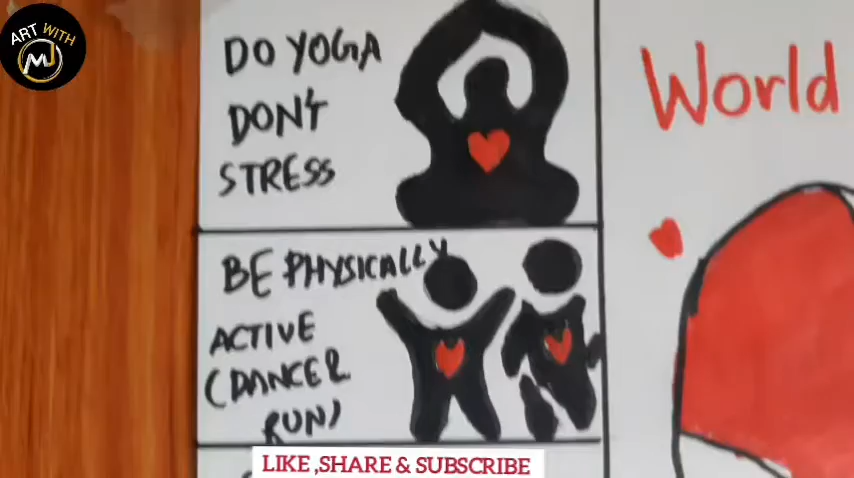 ART WITH
MJ
DO YOGA
DON'T
STRESS
World
BE PHYSICALLY
ACTIVE
(DANCE &
RUN)
LIKE ,SHARE & SUBSCRIBE